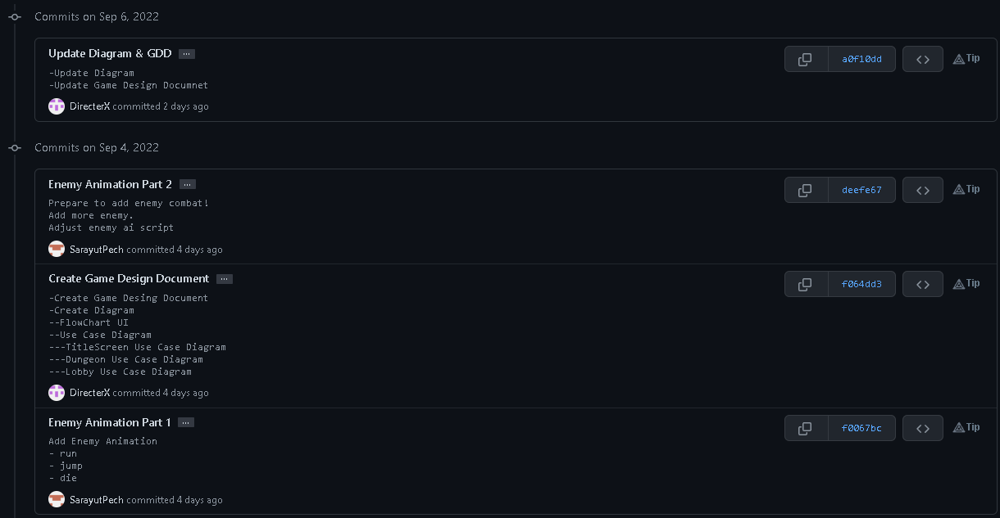 Commits on Sep 6, 2022
Update Diagram & GDD ...
-Update Diagram
-Update Game Design Documnet
DirecterX committed 2 days ago
a0f10dd
<>
Tip
Commits on Sep 4, 2022
Enemy Animation Part 2 ...
Prepare to add enemy combat!
Add more enemy.
Adjust enemy ai script
SarayutPech committed 4 days ago
deefe67
<>
Tip
Create Game Design Document ...
-Create Game Desing Document
-Create Diagram
--FlowChart UI
--Use Case Diagram
---TitleScreen Use Case Diagram
---Dungeon Use Case Diagram
---Lobby Use Case Diagram
DirecterX committed 4 days ago
f064dd3
<>
Tip
Enemy Animation Part 1 ...
Add Enemy Animation
- run
- jump
- die
SarayutPech committed 4 days ago
f0067bc
<>
Tip